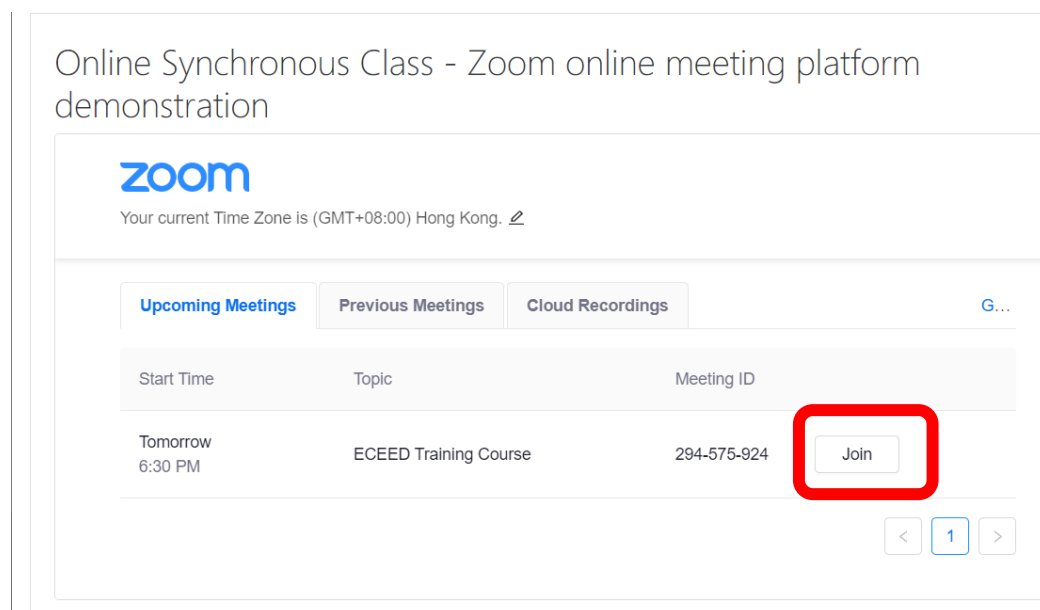 Online Synchronous Class - Zoom online meeting platform
demonstration
zoom
Your current Time Zone is (GMT+08:00) Hong Kong.
Upcoming Meetings Previous Meetings Cloud Recordings G...
Start Time Topic Meeting ID
Tomorrow
6:30 PM ECEED Training Course 294-575-924 Join
< 1 >